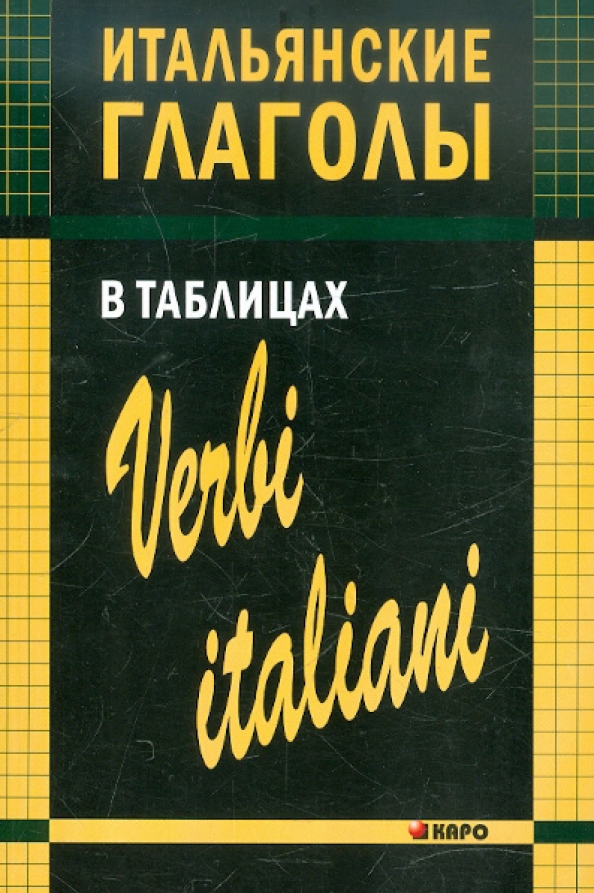 ИТАЛЬЯНСКИЕ
ГЛАГОЛЫ
В ТАБЛИЦАХ
Verbi
italiani
КАРО